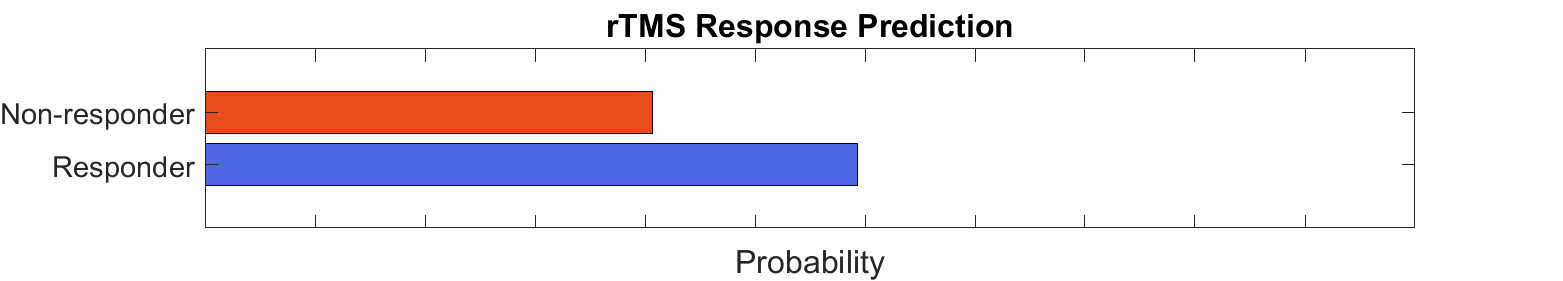 rTMS Response Prediction
Non-responder
Responder
Probability